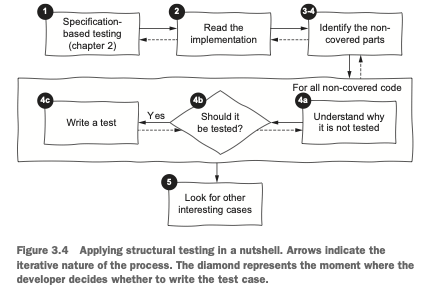 1
Specification-
based testing
(chapter 2)
2
Read the
implementation
3-4
Identify the non-
covered parts
For all non-covered code
4c
Write a test
Yes
4b
Should it
be tested?
4a
Understand why
it is not tested
5
Look for other
interesting cases
Figure 3.4 Applying structural testing in a nutshell. Arrows indicate the
iterative nature of the process. The diamond represents the moment where the
developer decides whether to write the test case.